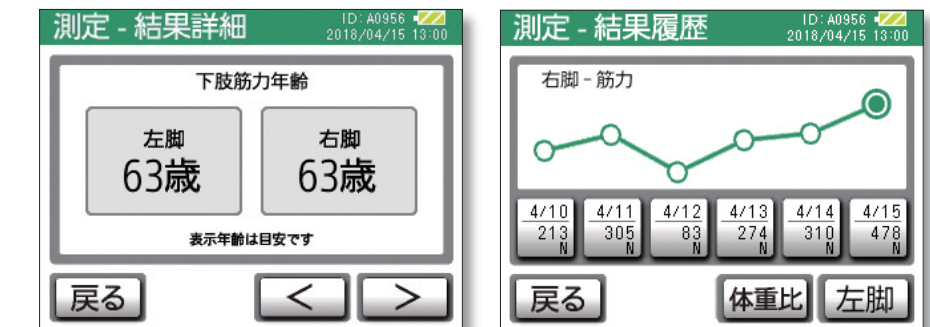 測定 - 結果詳細
ID: A0956
2018/04/15 13:00
下肢筋力年齢
左脚
63歳
右脚
63歳
表示年齢は目安です
戻る
<
>
測定 - 結果履歴
ID: A0956
2018/04/15 13:00
右脚 - 筋力
4/10
213
N
4/11
305
N
4/12
83
N
4/13
274
N
4/14
310
N
4/15
478
N
戻る
体重比
左脚